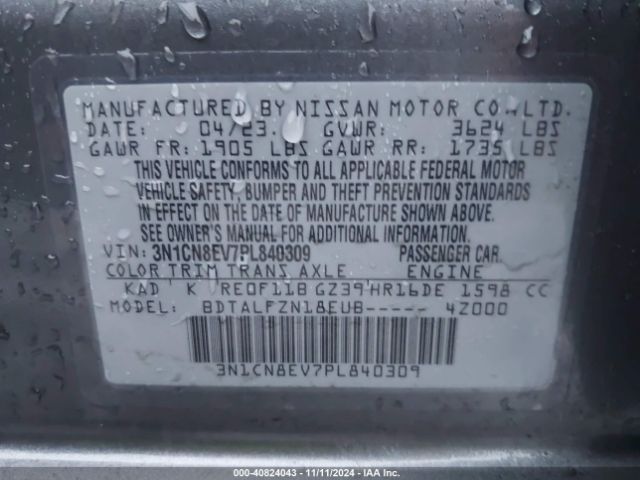 MANUFACTURED BY NISSAN MOTOR CO., LTD.
DATE: 04/23. GVWR: 3624 LBS
GAWR FR: 1905 LBS GAWR RR: 1735 LBS
THIS VEHICLE CONFORMS TO ALL APPLICABLE FEDERAL MOTOR
VEHICLE SAFETY, BUMPER AND THEFT PREVENTION STANDARDS
IN EFFECT ON THE DATE OF MANUFACTURE SHOWN ABOVE.
SEE OWNER'S MANUAL FOR ADDITIONAL INFORMATION
VIN: 3N1CN8EV7PL840309 PASSENGER CAR.
COLOR TRIM TRANS AXLE ENGINE
KAD K RE0F11B GZ39 HR16DE 1598 CC
MODEL: BDTALFZN18EUB----- 4Z000
3N1CN8EV7PL840309
000-40824043 - 11/11/2024 - IAA Inc.